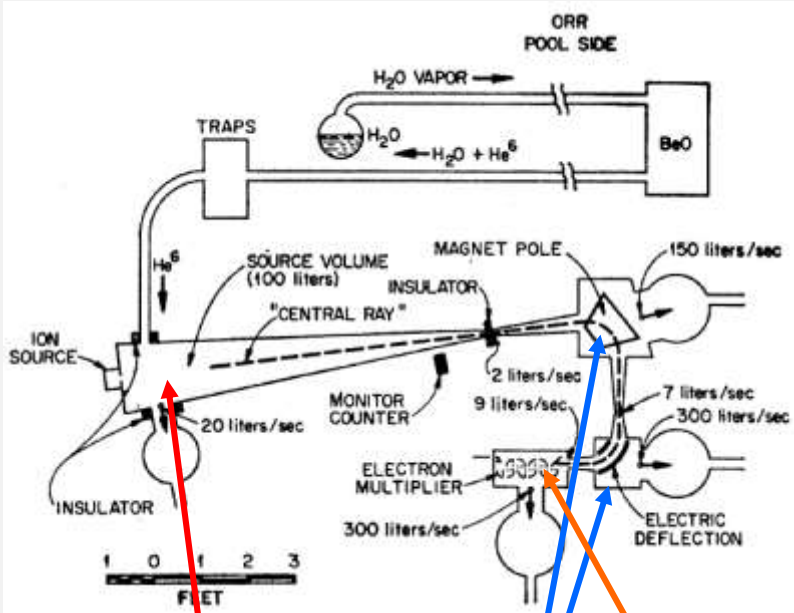 ORR
POOL SIDE
H₂O VAPOR
TRAPS
H₂O
H₂O + He⁶
BeO
He⁶
SOURCE VOLUME
(100 liters)
"CENTRAL RAY"
INSULATOR
MAGNET POLE
150 liters/sec
ION
SOURCE
MONITOR
COUNTER
2 liters/sec
9 liters/sec
7 liters/sec
300 liters/sec
20 liters/sec
ELECTRON
MULTIPLIER
INSULATOR
300 liters/sec
ELECTRIC
DEFLECTION
1 0 1 2 3
FEET